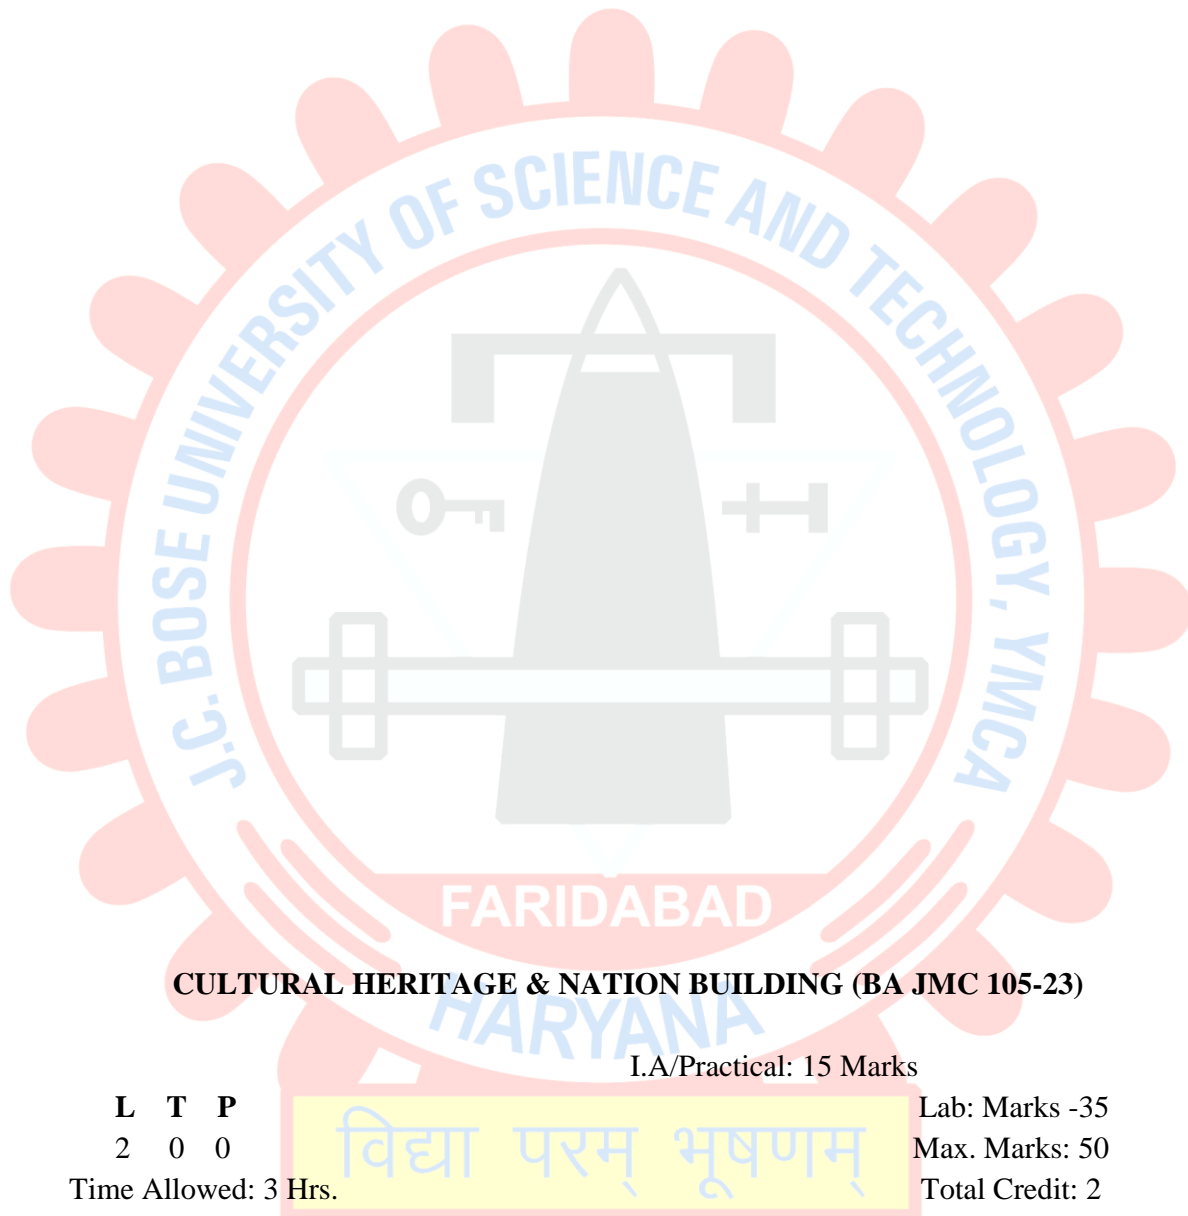 J.C. BOSE UNIVERSITY OF SCIENCE AND TECHNOLOGY, YMCA
FARIDABAD
CULTURAL HERITAGE & NATION BUILDING (BA JMC 105-23)
HARYANA
I.A/Practical: 15 Marks
L T P Lab: Marks -35
2 0 0 Max. Marks: 50
Time Allowed: 3 Hrs. Total Credit: 2
विद्या परम् भूषणम्